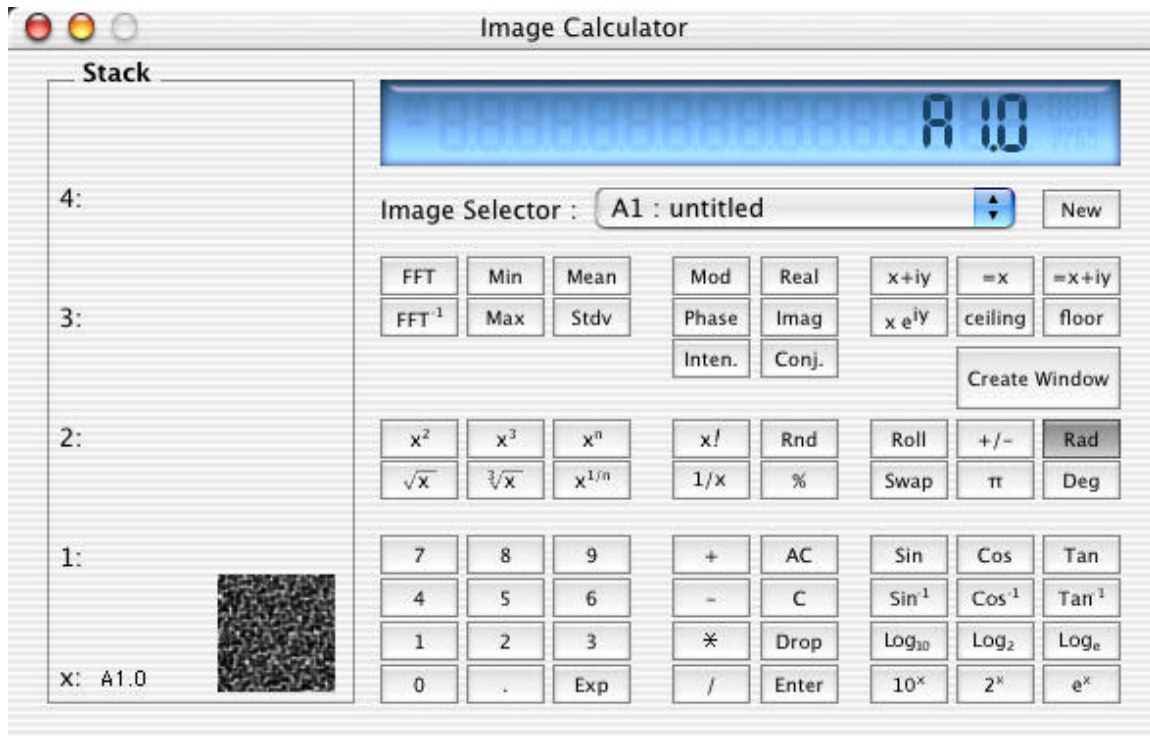 Image Calculator
Stack
A1.0
4:
Image Selector : A1 : untitled New
FFT Min Mean Mod Real x+iy =x =x+iy
3:
FFT⁻¹ Max Stdv Phase Imag x eⁱʸ ceiling floor
Inten. Conj. Create Window
2:
x² x³ xⁿ x! Rnd Roll +/- Rad
√x ∛x x¹/ⁿ 1/x % Swap π Deg
1:
7 8 9 + AC Sin Cos Tan
4 5 6 - C Sin⁻¹ Cos⁻¹ Tan⁻¹
1 2 3 * Drop Log₁₀ Log₂ Logₑ
x: A1.0
0 . Exp / Enter 10ˣ 2ˣ eˣ